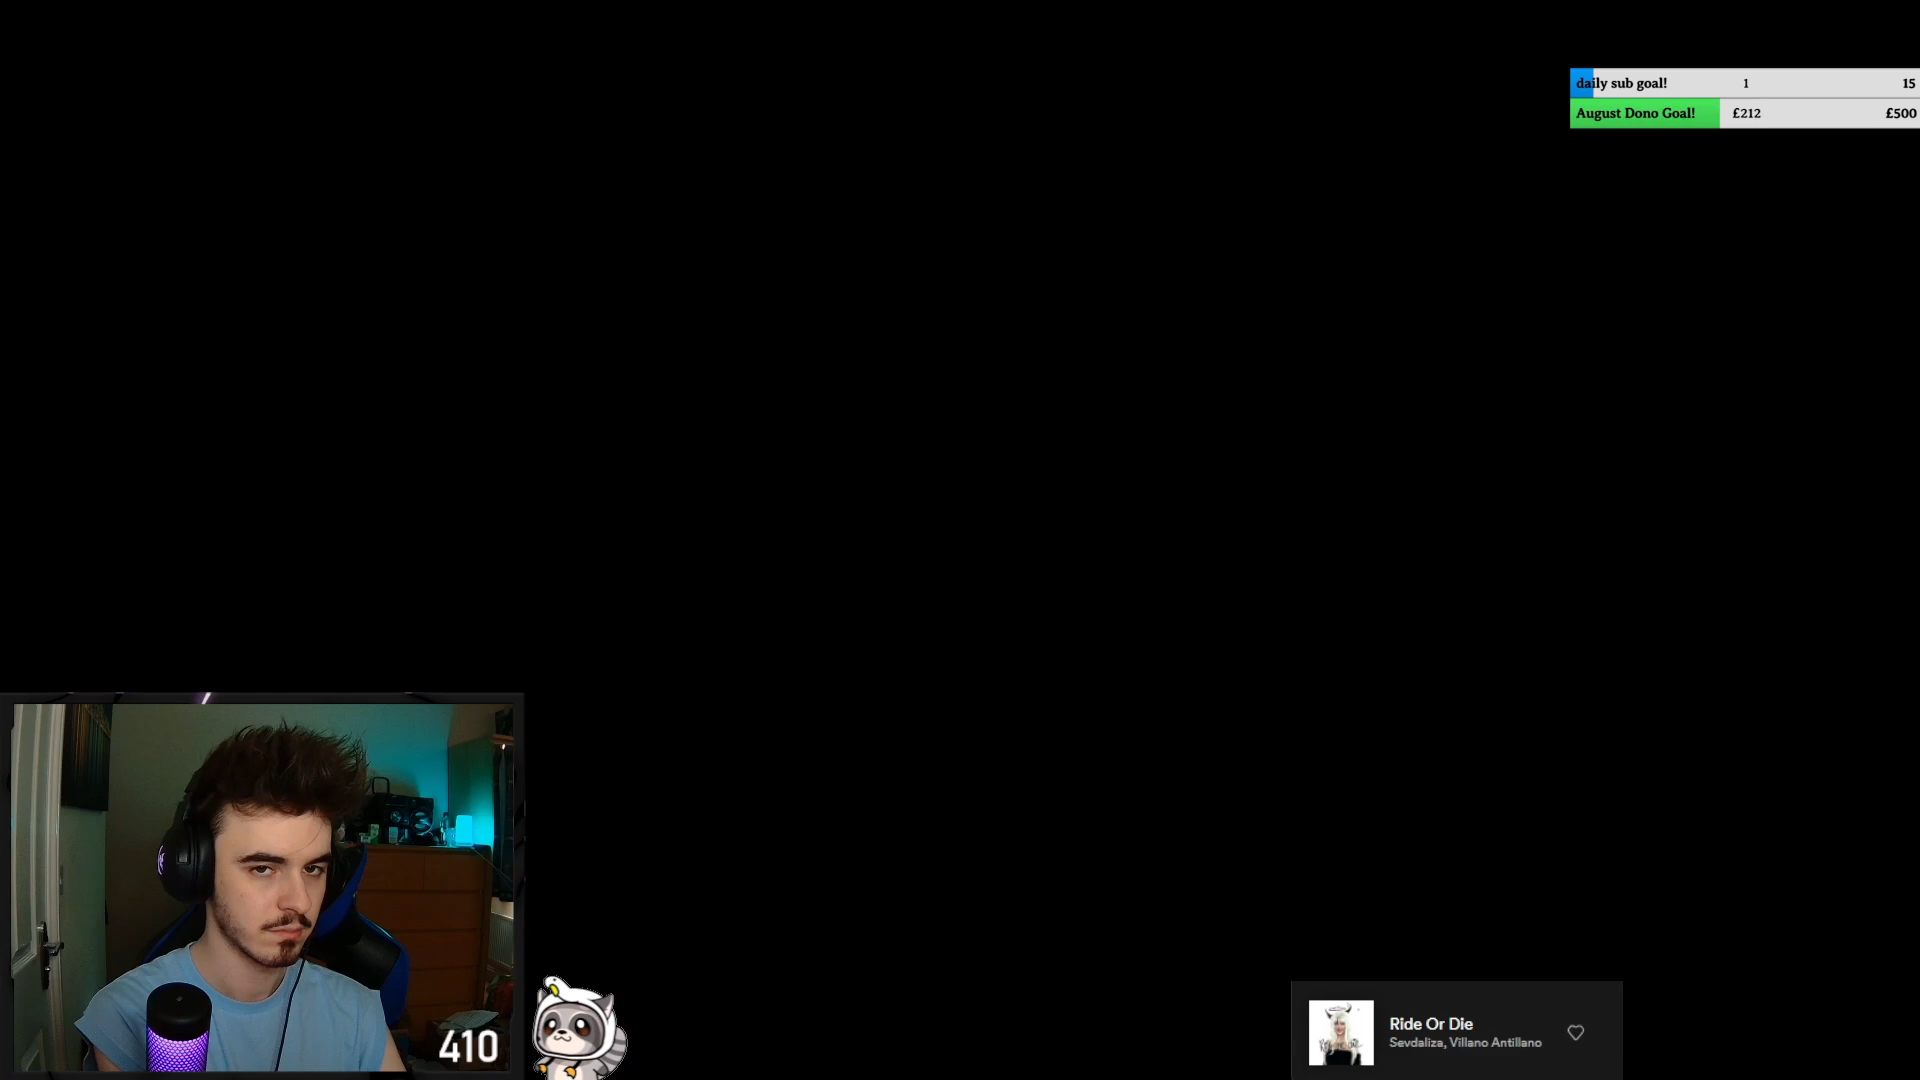 daily sub goal! 1 15
August Dono Goal! £212 £500
410
Ride Or Die
Sevdaliza, Villano Antillano